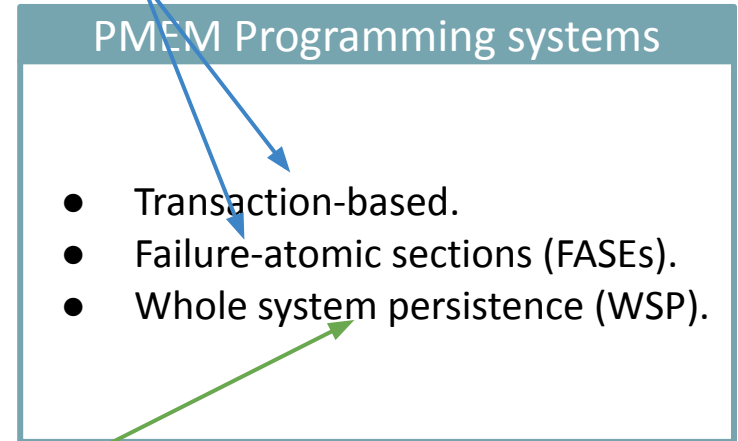 PMEM Programming systems
● Transaction-based.
● Failure-atomic sections (FASEs).
● Whole system persistence (WSP).